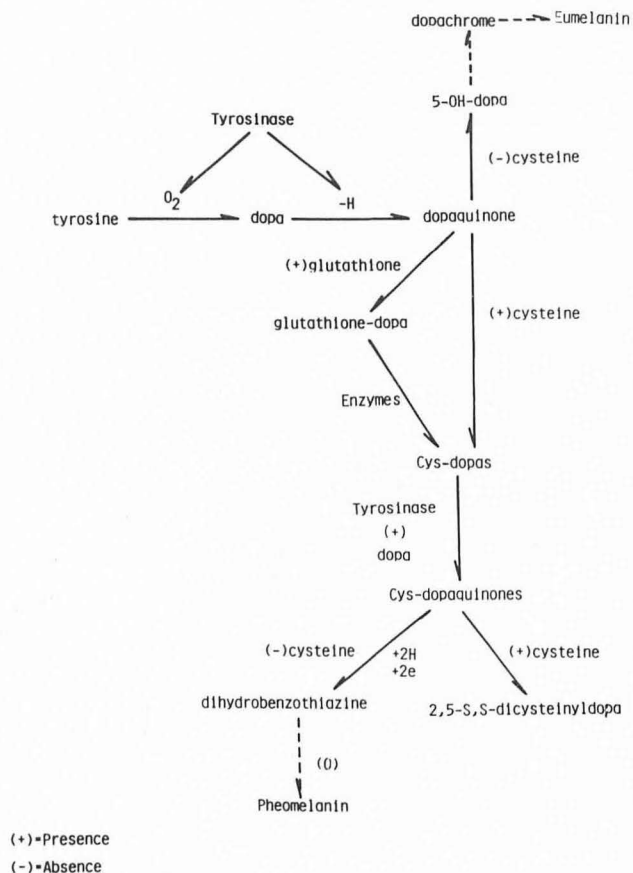 dopachrome Eumelanin
5-OH-dopa
Tyrosinase
(-)cysteine
O2 -H
tyrosine dopa dopaquinone
(+)glutathione
(+)cysteine
glutathione-dopa
Enzymes
Cys-dopas
Tyrosinase
(+)
dopa
Cys-dopaquinones
(-)cysteine +2H (+)cysteine
+2e
dihydrobenzothiazine 2,5-S,S-dicysteinyldopa
(O)
Pheomelanin
(+)=Presence
(-)=Absence